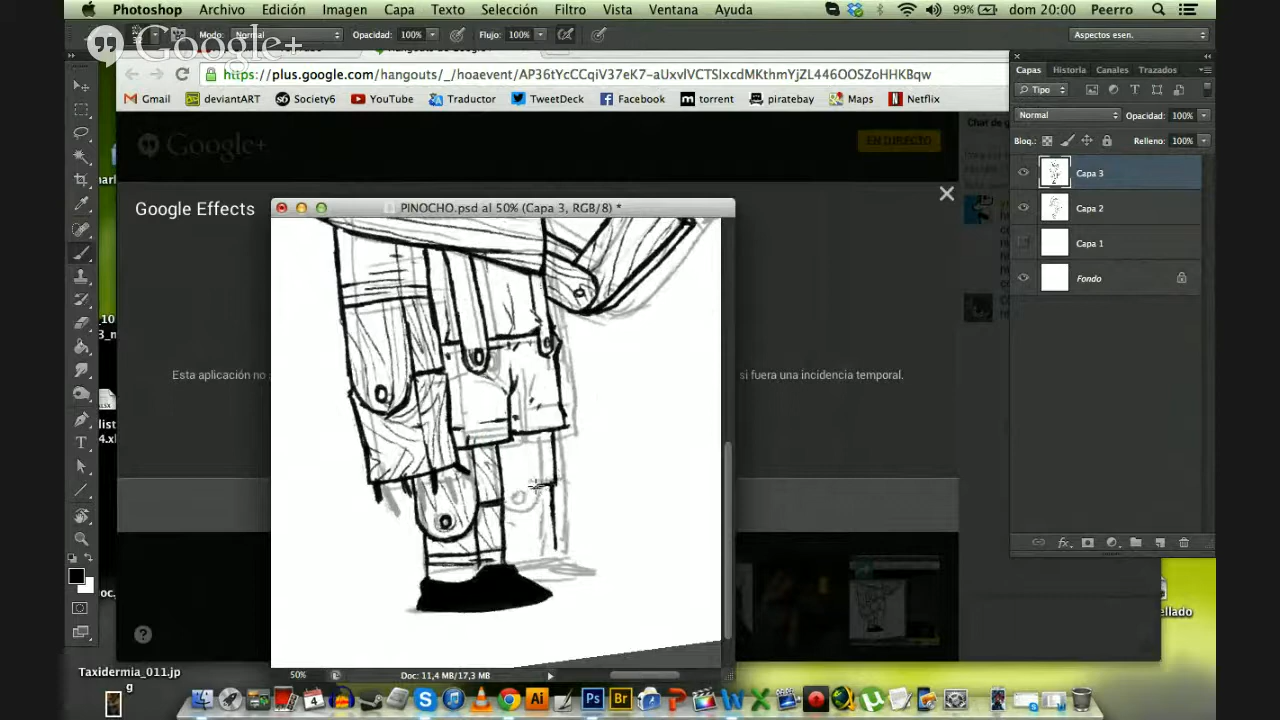 Photoshop Archivo Edición Imagen Capa Texto Selección Filtro Vista Ventana Ayuda 99% dom 20:00 Peerro
Modo: Normal Opacidad: 100% Flujo: 100% Aspectos esen.
Google+
https://plus.google.com/hangouts/_/hoaevent/AP36tYcCCqiV37eK7-aUxvlVCTSIxcdMKthmYjZL446OOSZoHHKBqw
Gmail deviantART Society6 YouTube Traductor TweetDeck Facebook torrent piratebay Maps Netflix
Google+
EN DIRECTO
Google Effects
PINOCHO.psd al 50% (Capa 3, RGB/8) *
Esta aplicación no
si fuera una incidencia temporal.
50% Doc: 11,4 MB/17,3 MB
Capas Historia Canales Trazados
Tipo
Normal Opacidad: 100%
Bloq.: Relleno: 100%
Capa 3
Capa 2
Capa 1
Fondo
Taxidermia_011.jp
g